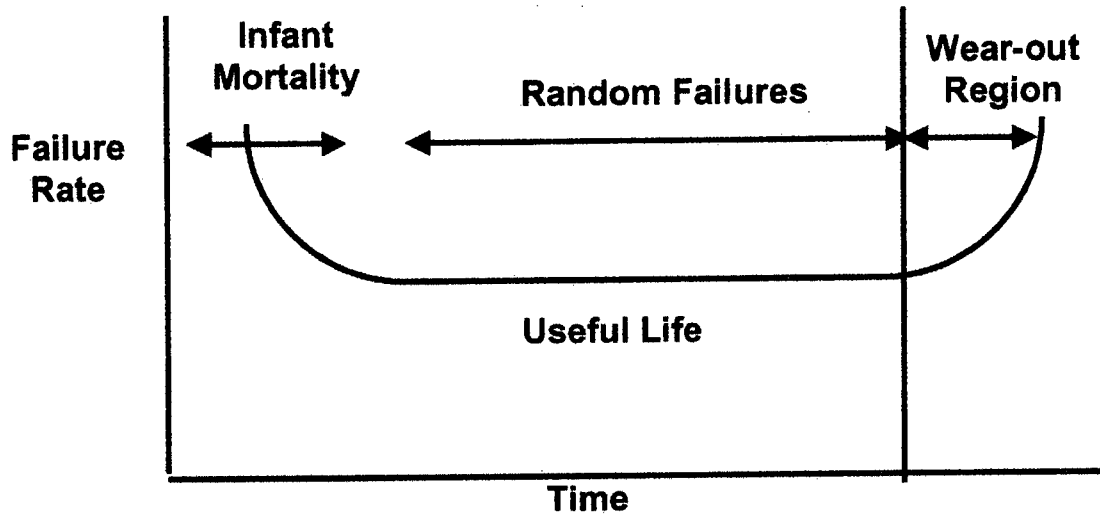 Infant
Mortality
Random Failures
Wear-out
Region
Failure
Rate
Useful Life
Time